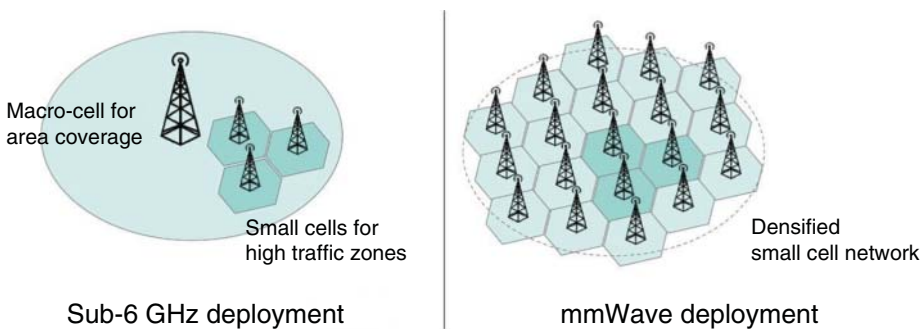 Macro-cell for
area coverage
Small cells for
high traffic zones
Sub-6 GHz deployment
Densified
small cell network
mmWave deployment